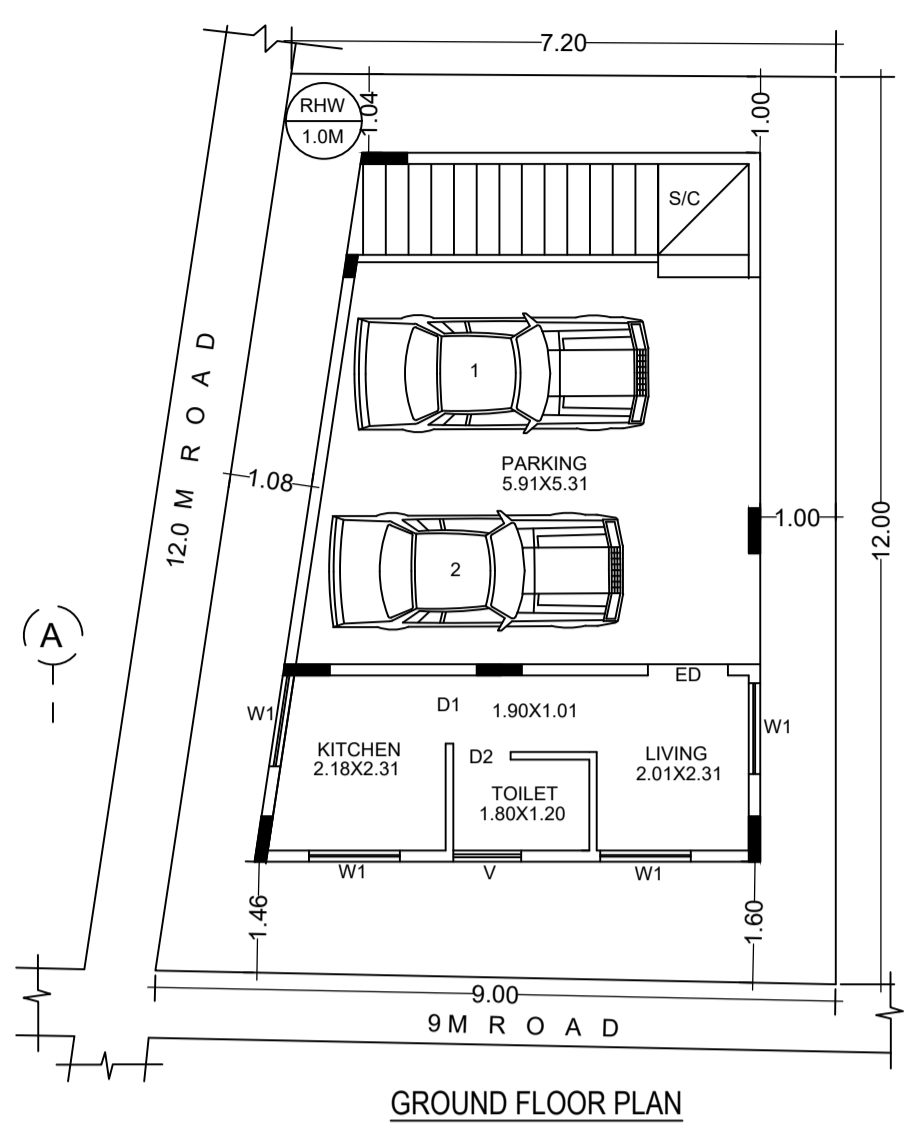 7.20
RHW
1.0M
1.04
1.00
S/C
12.0 M R O A D
1
PARKING
5.91X5.31
1.08
1.00
12.00
2
A
ED
W1
D1
1.90X1.01
W1
KITCHEN
2.18X2.31
D2
LIVING
2.01X2.31
TOILET
1.80X1.20
W1
V
W1
1.46
1.60
9.00
9M R O A D
GROUND FLOOR PLAN